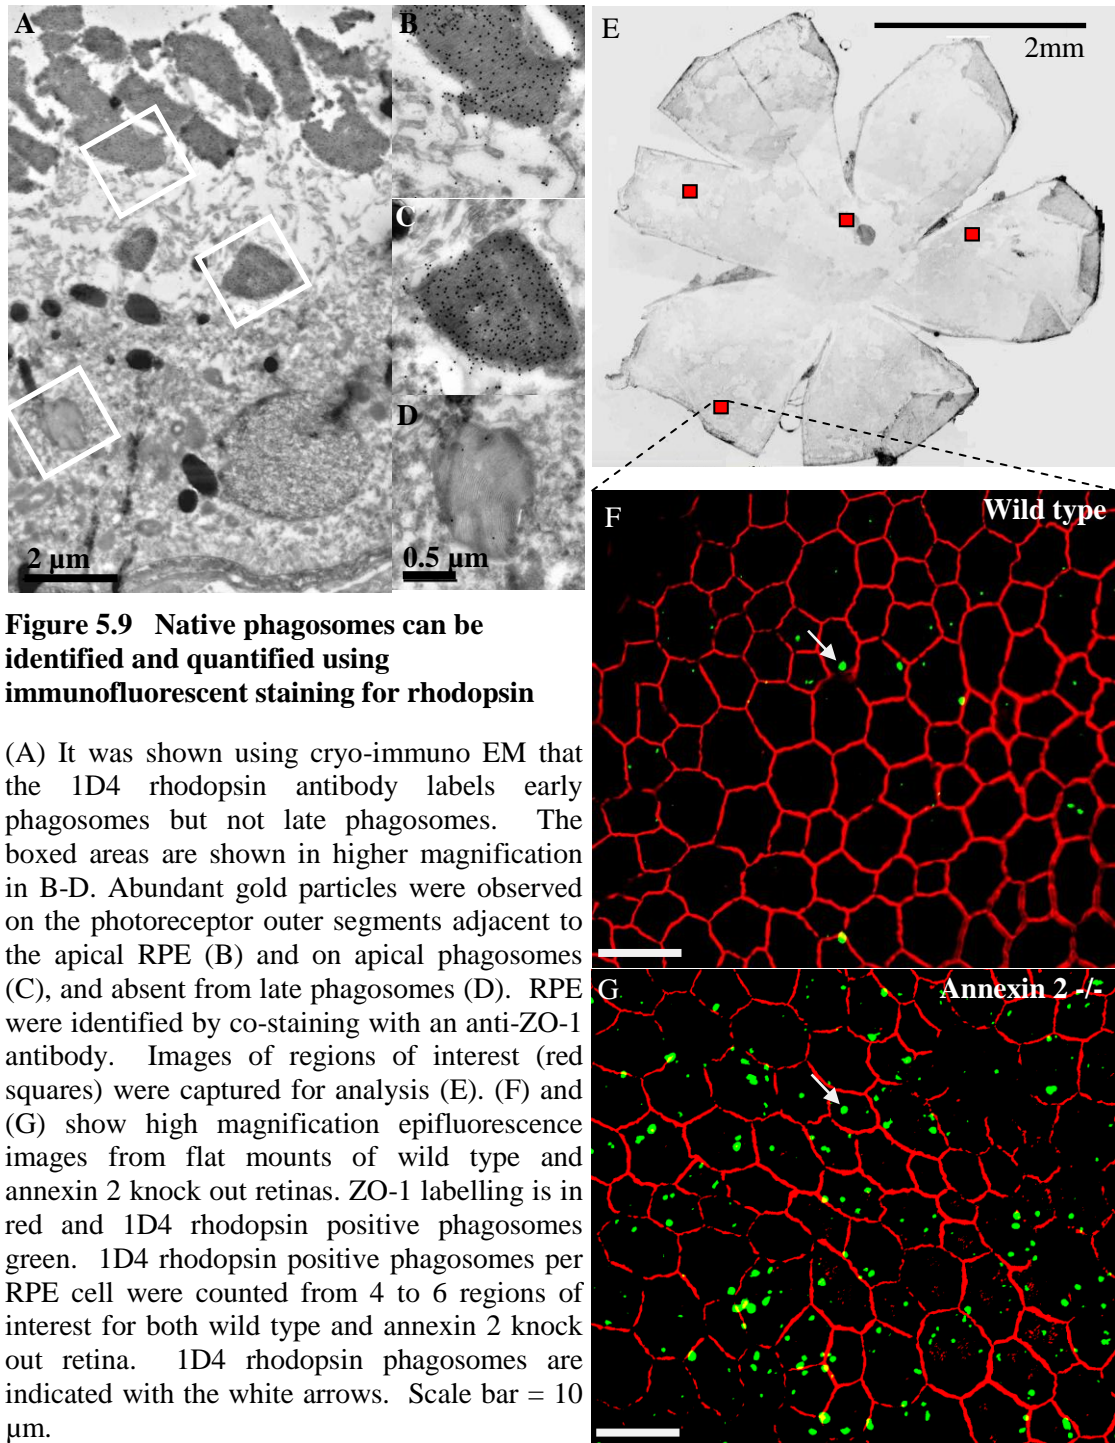 A
B
C
D
2 µm
0.5 µm
E
2mm
F
Wild type
G
Annexin 2 -/-
Figure 5.9 Native phagosomes can be
identified and quantified using
immunofluorescent staining for rhodopsin
(A) It was shown using cryo-immuno EM that
the 1D4 rhodopsin antibody labels early
phagosomes but not late phagosomes. The
boxed areas are shown in higher magnification
in B-D. Abundant gold particles were observed
on the photoreceptor outer segments adjacent to
the apical RPE (B) and on apical phagosomes
(C), and absent from late phagosomes (D). RPE
were identified by co-staining with an anti-ZO-1
antibody. Images of regions of interest (red
squares) were captured for analysis (E). (F) and
(G) show high magnification epifluorescence
images from flat mounts of wild type and
annexin 2 knock out retinas. ZO-1 labelling is in
red and 1D4 rhodopsin positive phagosomes
green. 1D4 rhodopsin positive phagosomes per
RPE cell were counted from 4 to 6 regions of
interest for both wild type and annexin 2 knock
out retina. 1D4 rhodopsin phagosomes are
indicated with the white arrows. Scale bar = 10
µm.